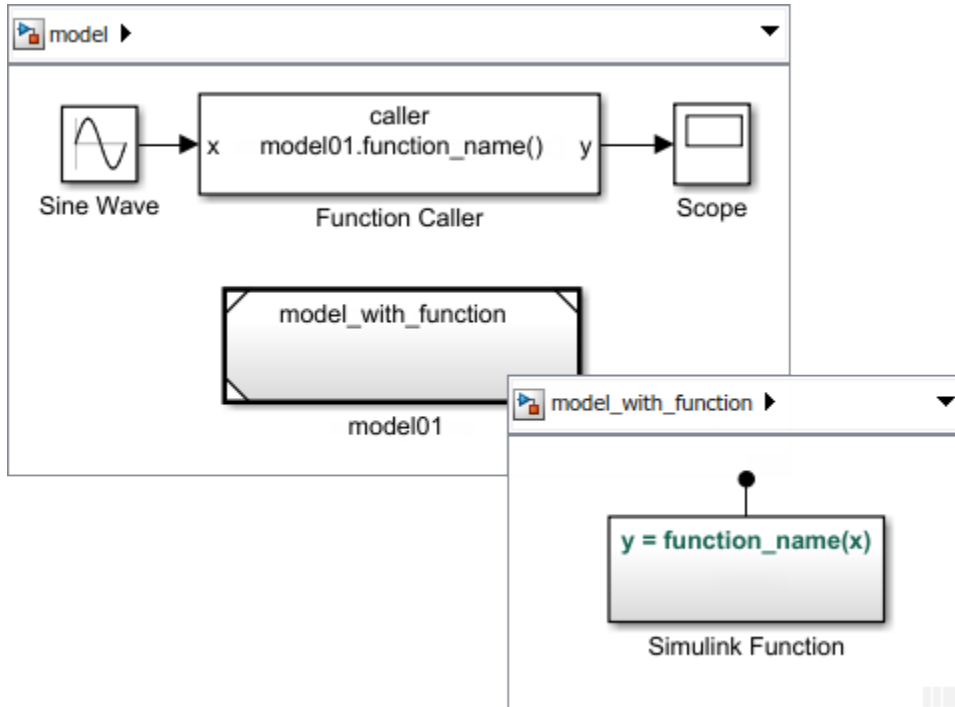 model
caller
x model01.function_name() y
Sine Wave
Function Caller
Scope
model_with_function
model01
model_with_function
y = function_name(x)
Simulink Function